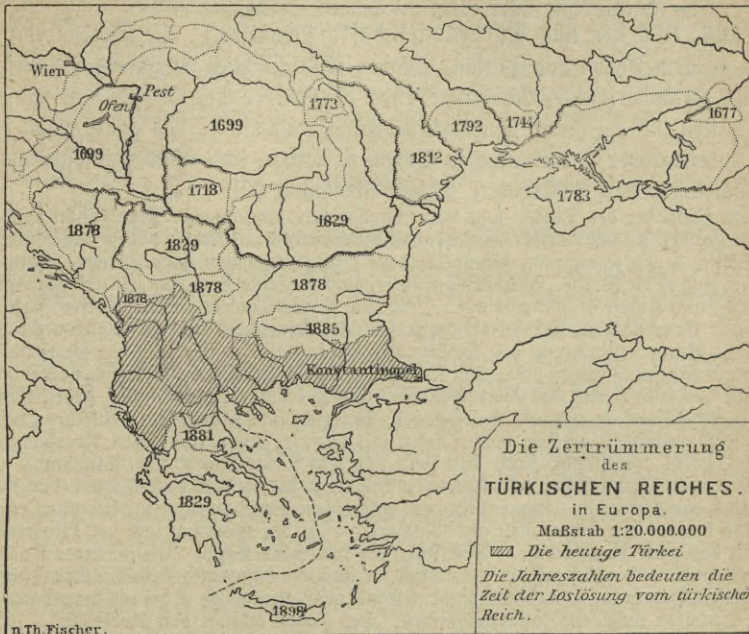 Wien
Pest
Ofen
1773
1699
1792
1741
1677
1699
1812
1718
1783
1829
1878
1829
1878
1878
1878
1885
Konstantinopel
1881
1829
1898
Die Zertrümmerung
des
TÜRKISCHEN REICHES.
in Europa.
Maßstab 1:20.000.000
Die heutige Türkei
Die Jahreszahlen bedeuten die
Zeit der Loslösung vom türkischen
Reich.
n. Th. Fischer.